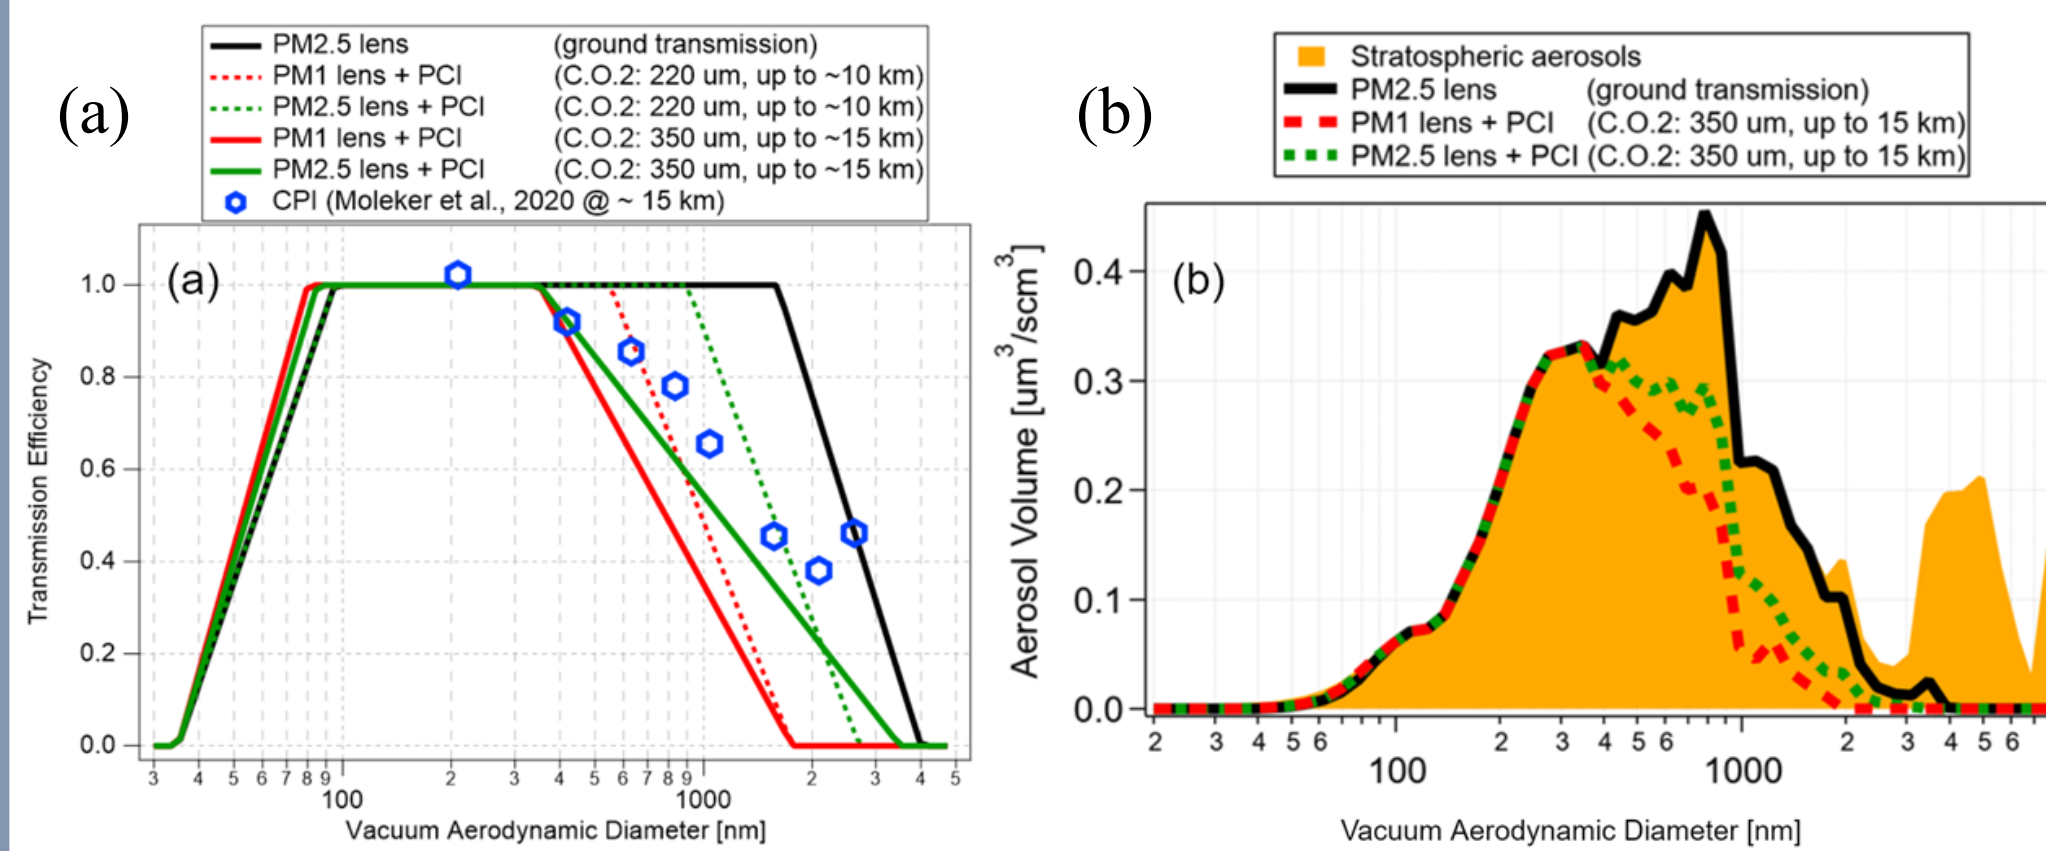 (a)
PM2.5 lens (ground transmission)
PM1 lens + PCI (C.O.2: 220 um, up to ~10 km)
PM2.5 lens + PCI (C.O.2: 220 um, up to ~10 km)
PM1 lens + PCI (C.O.2: 350 um, up to ~15 km)
PM2.5 lens + PCI (C.O.2: 350 um, up to ~15 km)
CPI (Moleker et al., 2020 @ ~ 15 km)
(a)
Transmission Efficiency
1.0
0.8
0.6
0.4
0.2
0.0
3 4 5 6 7 8 9 2 3 4 5 6 7 8 9 2 3 4 5
100 1000
Vacuum Aerodynamic Diameter [nm]
(b)
Stratospheric aerosols
PM2.5 lens (ground transmission)
PM1 lens + PCI (C.O.2: 350 um, up to 15 km)
PM2.5 lens + PCI (C.O.2: 350 um, up to 15 km)
(b)
Aerosol Volume [um³/scm³]
0.4
0.3
0.2
0.1
0.0
2 3 4 5 6 2 3 4 5 6 2 3 4 5 6
100 1000
Vacuum Aerodynamic Diameter [nm]